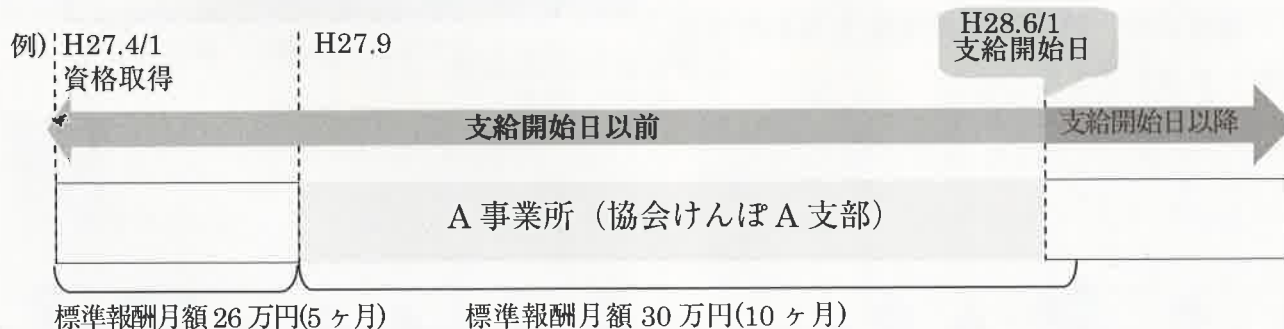 例) H27.4/1
資格取得
H27.9
H28.6/1
支給開始日
支給開始日以前
支給開始日以降
A 事業所（協会けんぽ A 支部）
標準報酬月額 26 万円(5 ヶ月)
標準報酬月額 30 万円(10 ヶ月)